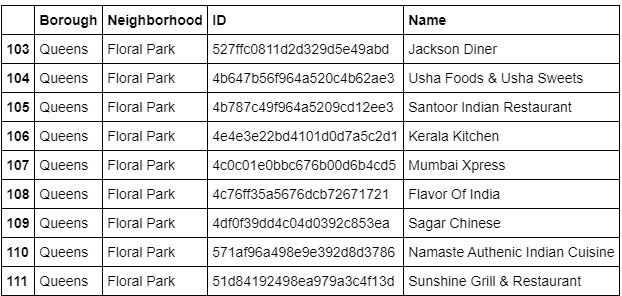 Borough Neighborhood ID Name
103 Queens Floral Park 527ffc0811d2d329d5e49abd Jackson Diner
104 Queens Floral Park 4b647b56f964a520c4b62ae3 Usha Foods & Usha Sweets
105 Queens Floral Park 4b787c49f964a5209cd12ee3 Santoor Indian Restaurant
106 Queens Floral Park 4e4e3e22bd4101d0d7a5c2d1 Kerala Kitchen
107 Queens Floral Park 4c0c01e0bbc676b00d6b4cd5 Mumbai Xpress
108 Queens Floral Park 4c76ff35a5676dcb72671721 Flavor Of India
109 Queens Floral Park 4df0f39dd4c04d0392c853ea Sagar Chinese
110 Queens Floral Park 571af96a498e9e392d8d3786 Namaste Authenic Indian Cuisine
111 Queens Floral Park 51d84192498ea979a3c4f13d Sunshine Grill & Restaurant